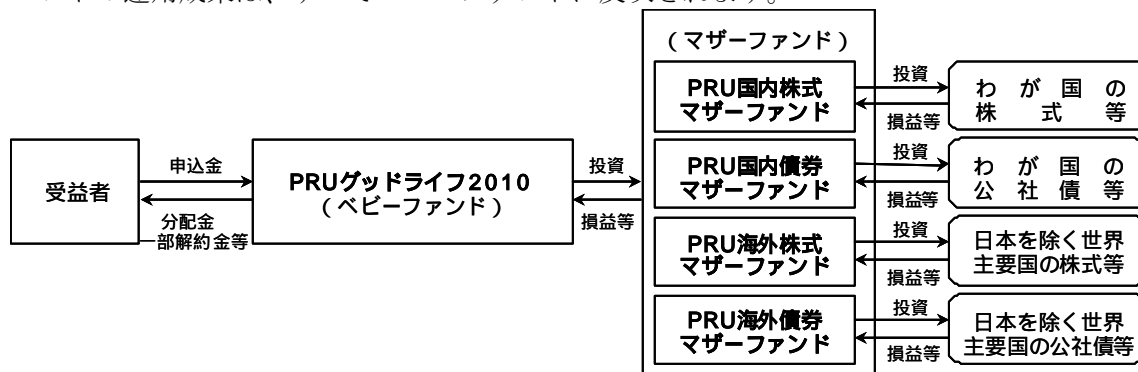 （マザーファンド）
PRU国内株式
マザーファンド
投資
損益等
わが国の
株式等
受益者
申込金
分配金
一部解約金等
PRUグッドライフ2010
（ベビーファンド）
投資
損益等
PRU国内債券
マザーファンド
投資
損益等
わが国の
公社債等
PRU海外株式
マザーファンド
投資
損益等
日本を除く世界
主要国の株式等
PRU海外債券
マザーファンド
投資
損益等
日本を除く世界
主要国の公社債等